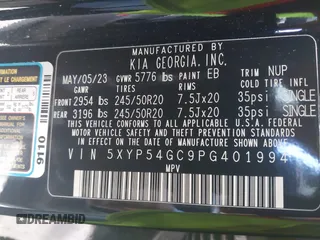 MANUFACTURED BY
KIA GEORGIA, INC.
MAY/05/23 GVWR 5776 lbs PAINT EB TRIM NUP
GAWR TIRES RIMS COLD TIRE INFL
FRONT 2954 lbs 245/50R20 7.5Jx20 35psi SINGLE
REAR 3196 lbs 245/50R20 7.5Jx20 35psi SINGLE
THIS VEHICLE CONFORMS TO ALL APPLICABLE U.S.A. FEDERAL
MOTOR VEHICLE SAFETY STANDARDS IN EFFECT ON
THE DATE OF MANUFACTURE SHOWN ABOVE.
VIN 5XYP54GC9PG401994
MPV
9110
DREAMBID